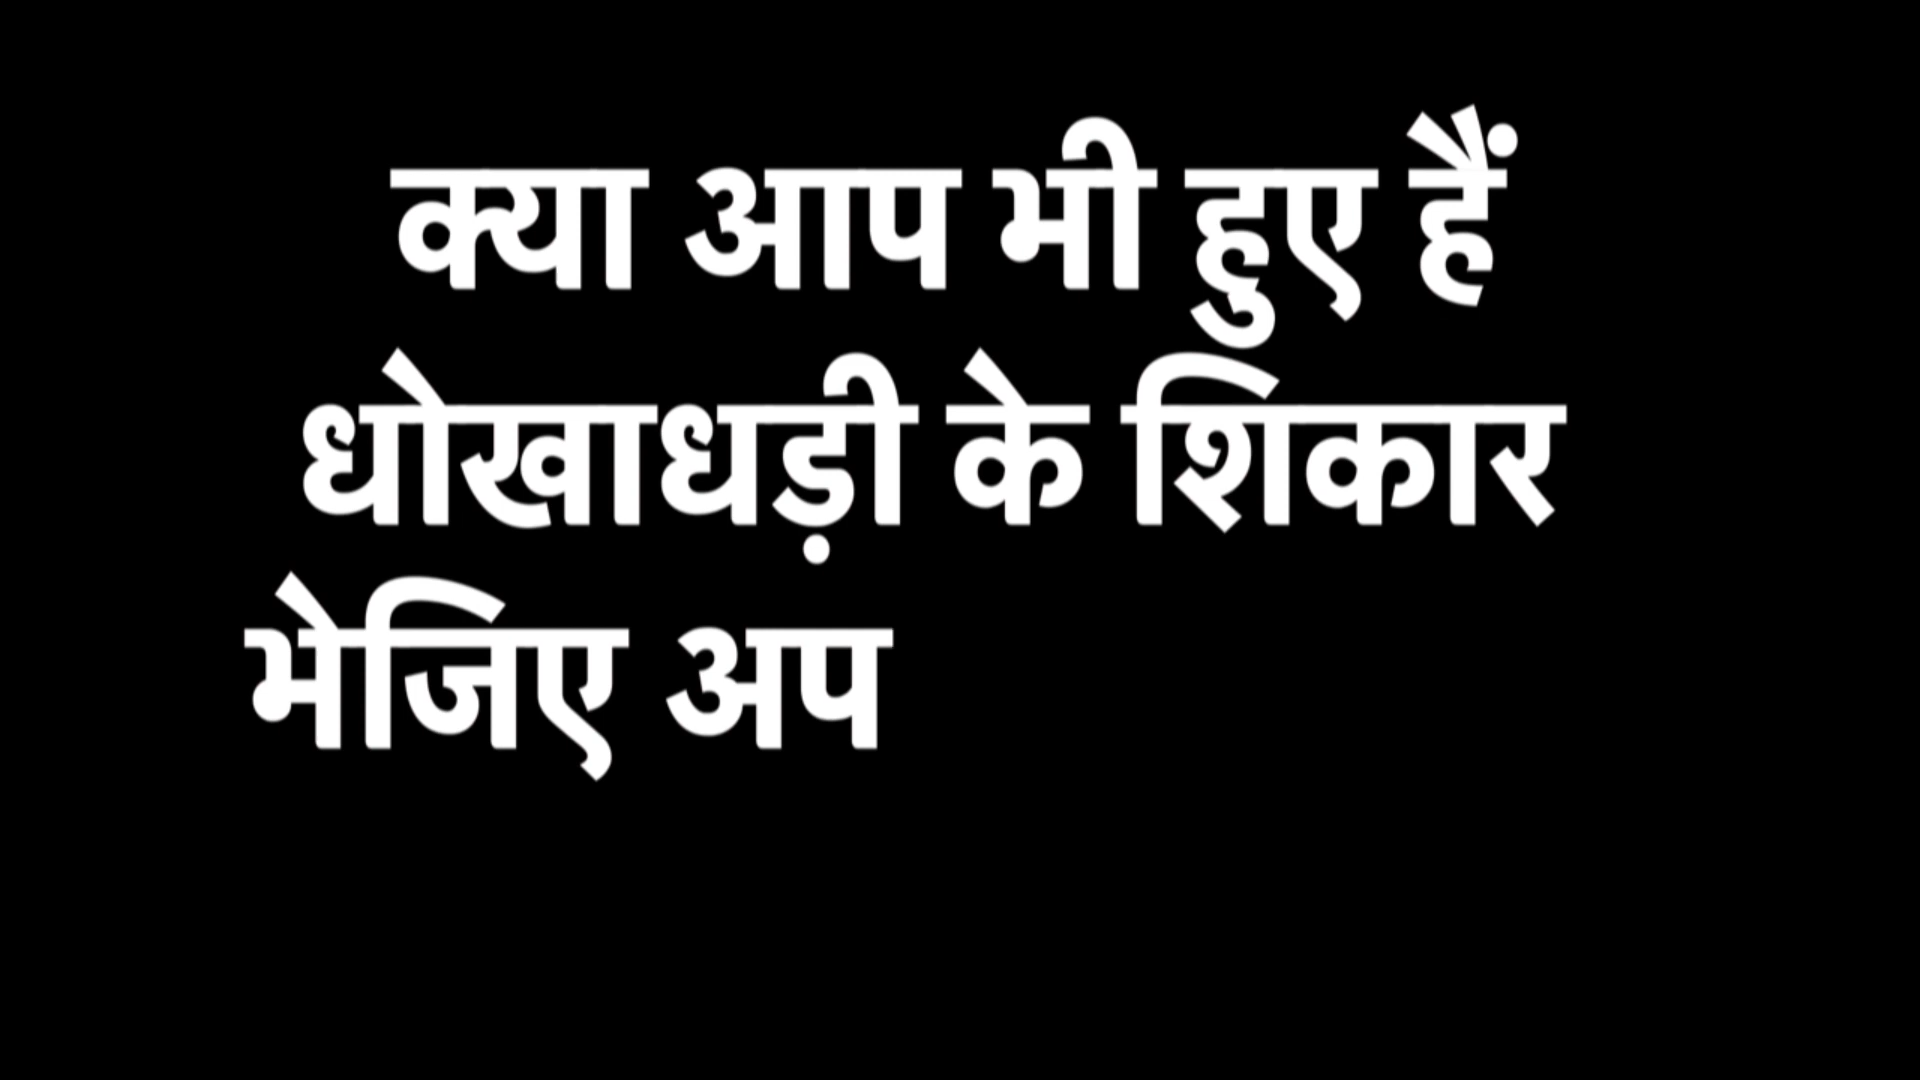 क्या आप भी हुए हैं
धोखाधड़ी के शिकार
भेजिए अप